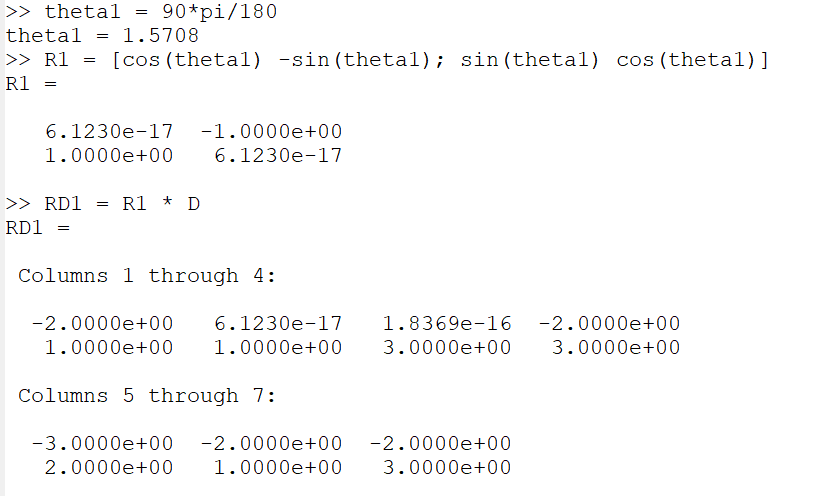 >> theta1 = 90*pi/180
theta1 = 1.5708
>> R1 = [cos(theta1) -sin(theta1); sin(theta1) cos(theta1)]
R1 =
6.1230e-17 -1.0000e+00
1.0000e+00 6.1230e-17
>> RD1 = R1 * D
RD1 =
Columns 1 through 4:
-2.0000e+00 6.1230e-17 1.8369e-16 -2.0000e+00
1.0000e+00 1.0000e+00 3.0000e+00 3.0000e+00
Columns 5 through 7:
-3.0000e+00 -2.0000e+00 -2.0000e+00
2.0000e+00 1.0000e+00 3.0000e+00